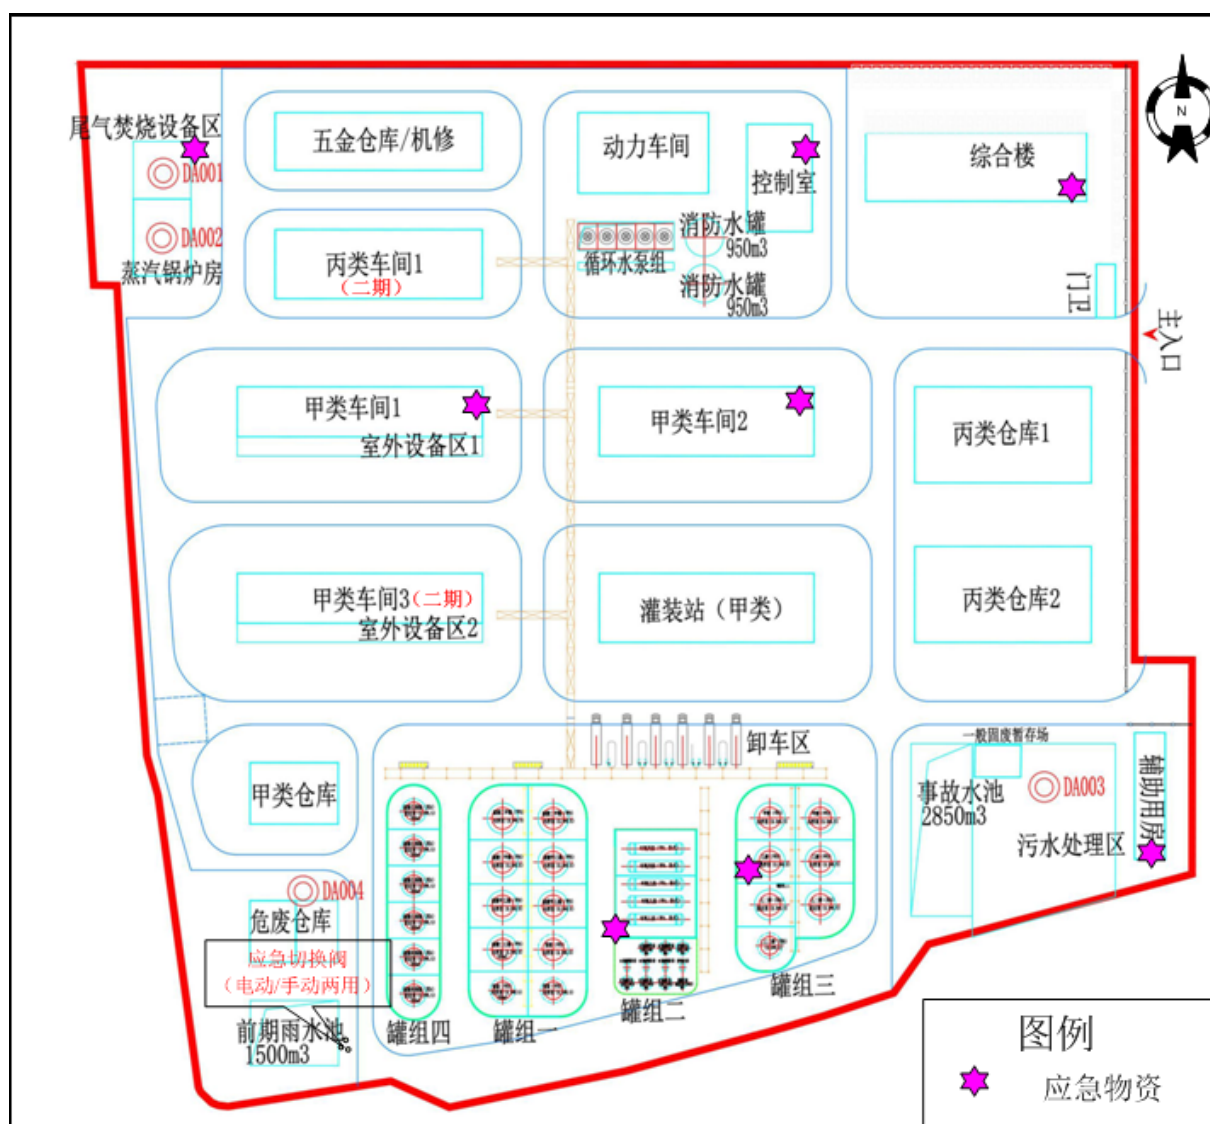 N
尾气焚烧设备区
DA001
DA002
蒸汽锅炉房
五金仓库/机修
丙类车间1
（二期）
动力车间
控制室
循环水泵组
消防水罐
950m3
消防水罐
950m3
综合楼
门卫
主入口
甲类车间1
室外设备区1
甲类车间2
丙类仓库1
甲类车间3（二期）
室外设备区2
灌装站（甲类）
丙类仓库2
卸车区
甲类仓库
DA004
危废仓库
应急切换阀
（电动/手动两用）
前期雨水池
1500m3
罐组四
罐组一
罐组二
罐组三
一般固废暂存场
事故水池
2850m3
DA003
污水处理区
辅助用房
图例
应急物资